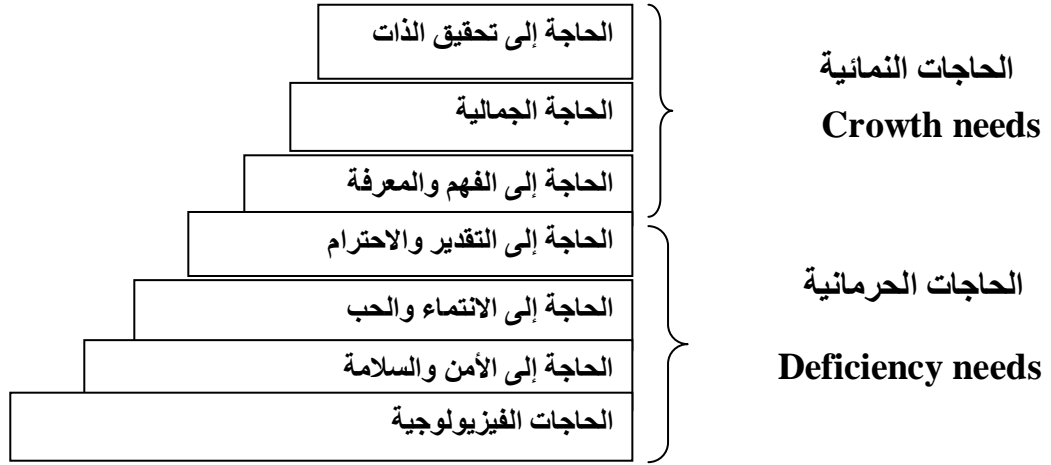 الحاجة إلى تحقيق الذات
الحاجة الجمالية
الحاجة إلى الفهم والمعرفة
الحاجة إلى التقدير والاحترام
الحاجة إلى الانتماء والحب
الحاجة إلى الأمن والسلامة
الحاجات الفيزيولوجية
الحاجات النمائية
Crowth needs
الحاجات الحرمانية
Deficiency needs